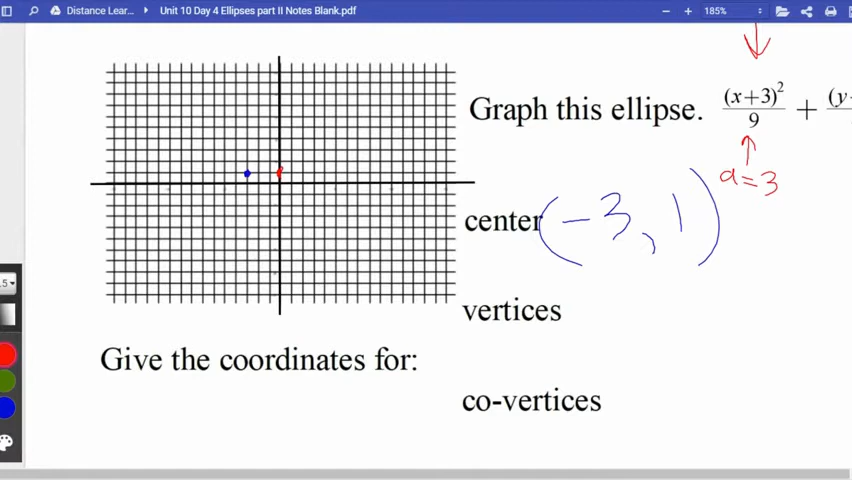 Distance Lear... Unit 10 Day 4 Ellipses part II Notes Blank.pdf 185%
Graph this ellipse. (x+3)²/9 + (y
a=3
center (-3, 1)
vertices
Give the coordinates for:
co-vertices
.5